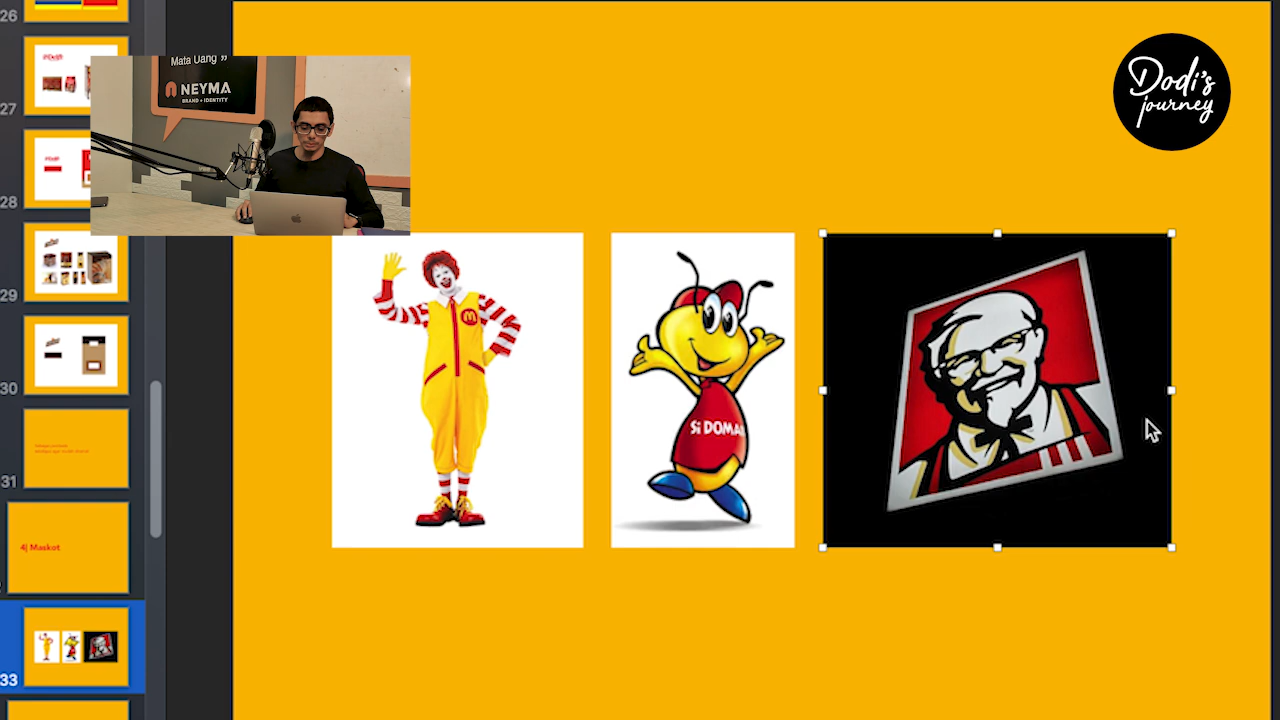 26
27
28
29
30
31
4| Maskot
33
Mata Uang ”
NEYMA
BRAND + IDENTITY
Dodi's
journey
M
Si DOMA